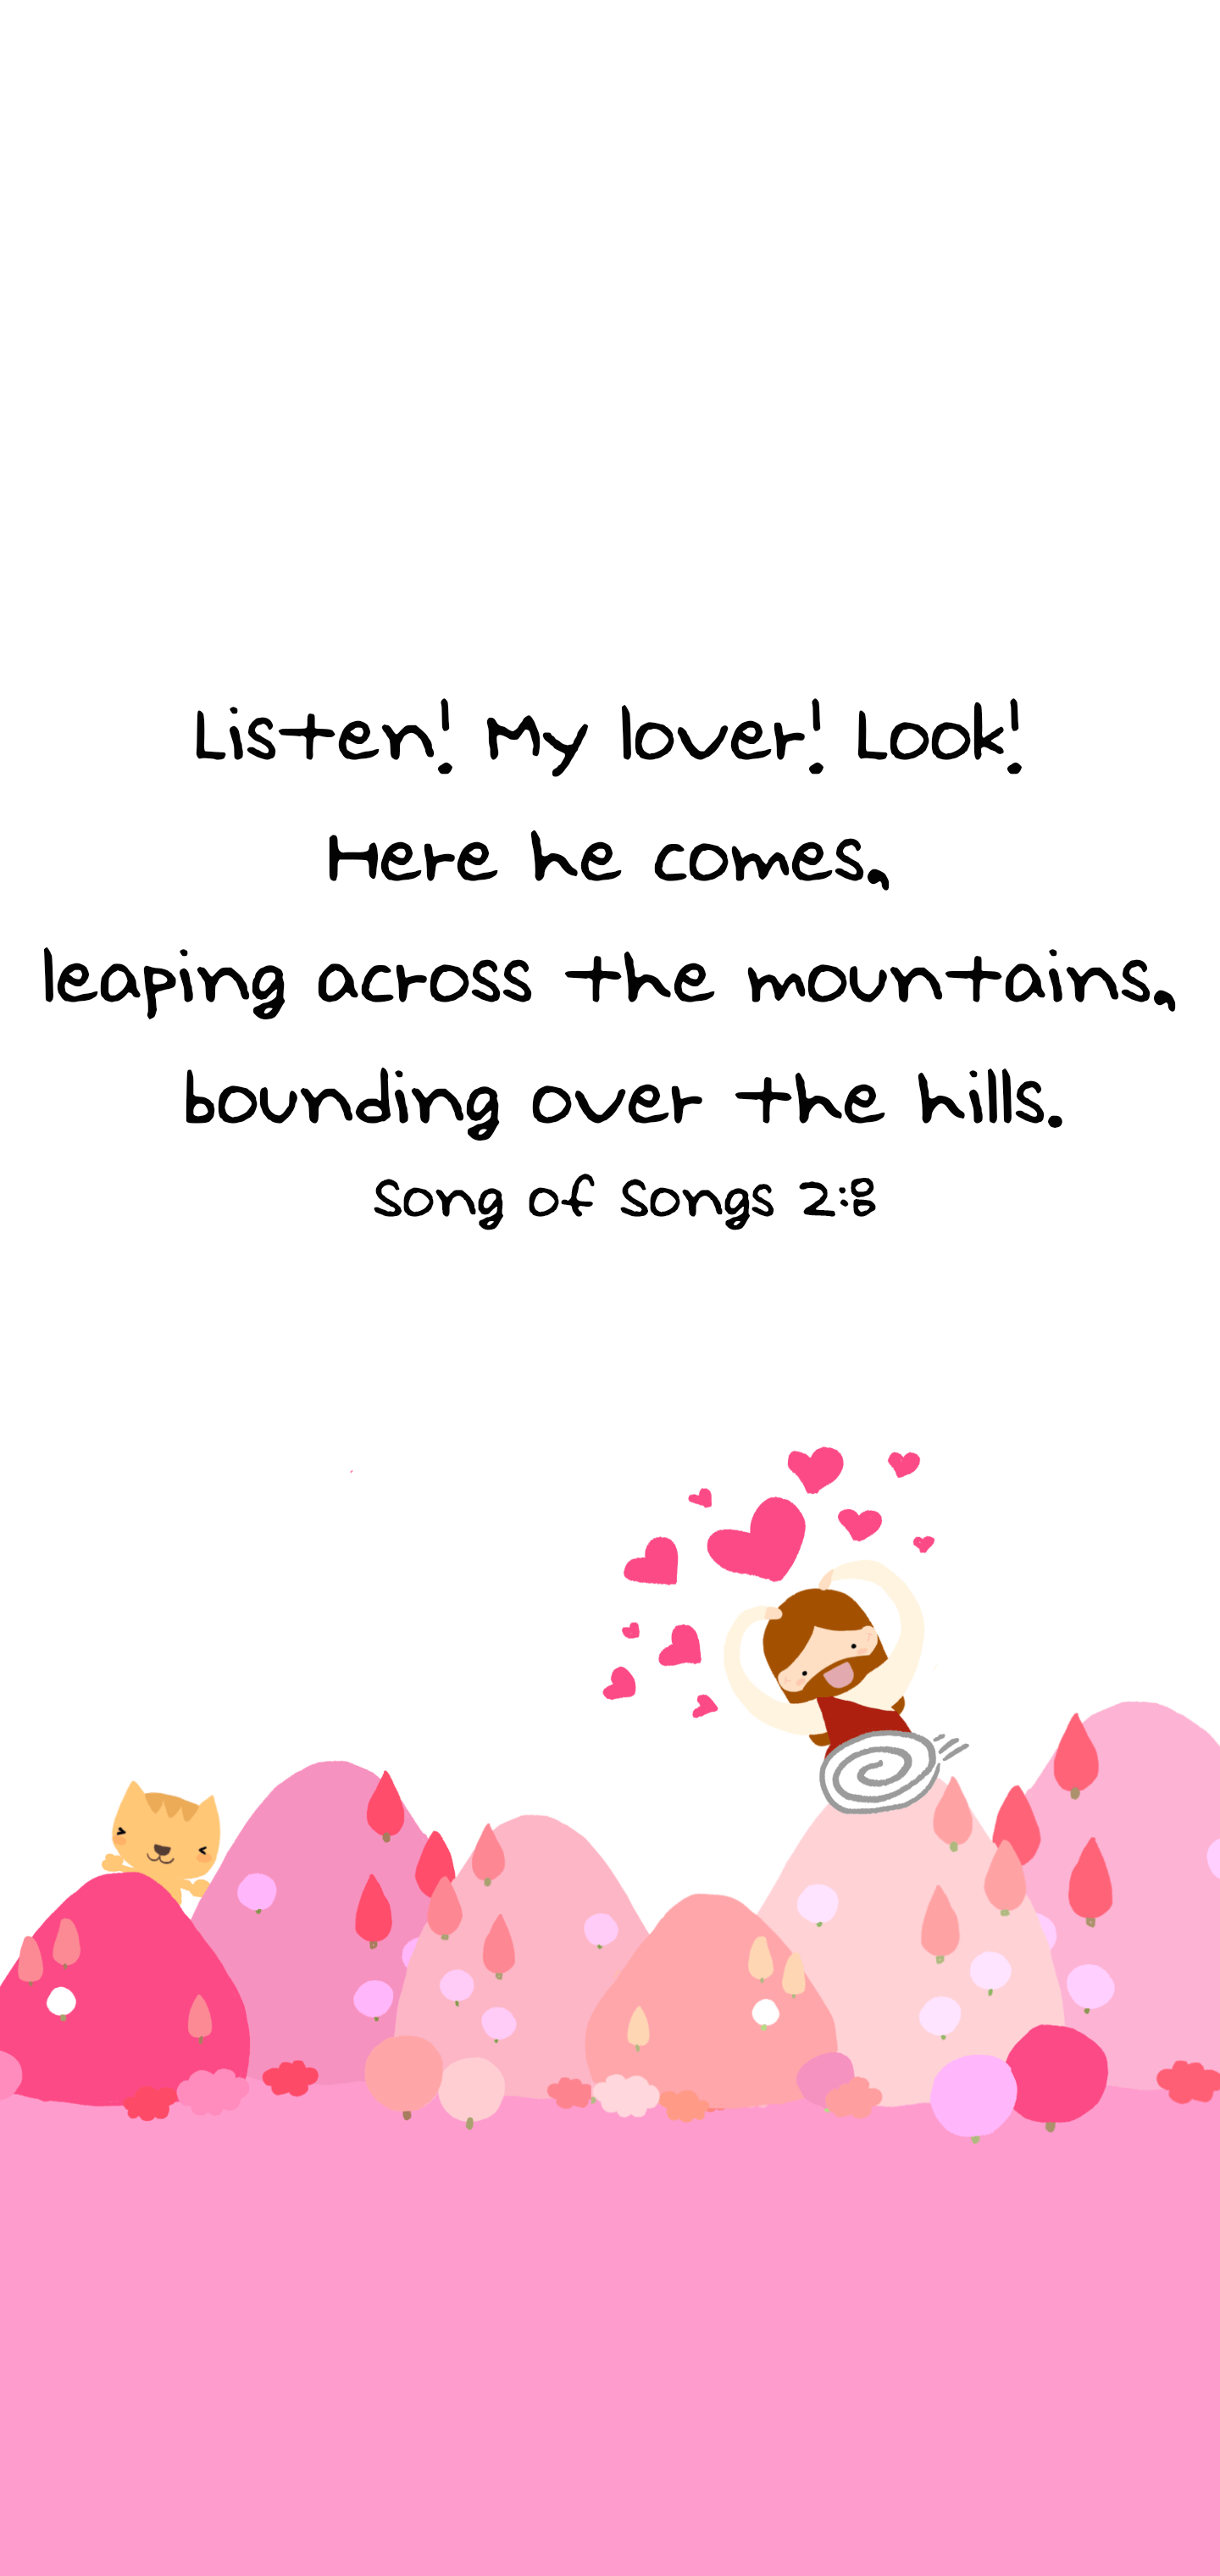 Listen! My lover! Look!
Here he comes,
leaping across the mountains,
bounding over the hills.
Song of Songs 2:8